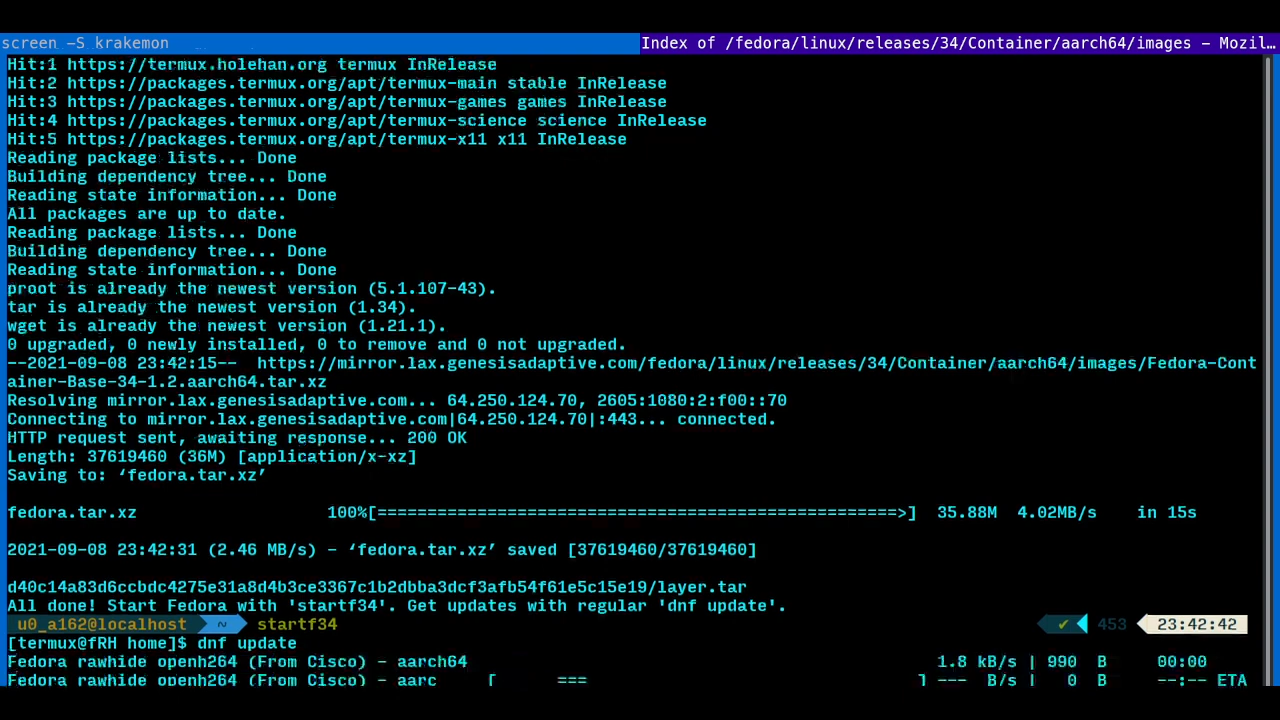 screen -S krakemon
Index of /fedora/linux/releases/34/Container/aarch64/images — Mozil…
Hit:1 https://termux.holehan.org termux InRelease
Hit:2 https://packages.termux.org/apt/termux-main stable InRelease
Hit:3 https://packages.termux.org/apt/termux-games games InRelease
Hit:4 https://packages.termux.org/apt/termux-science science InRelease
Hit:5 https://packages.termux.org/apt/termux-x11 x11 InRelease
Reading package lists... Done
Building dependency tree... Done
Reading state information... Done
All packages are up to date.
Reading package lists... Done
Building dependency tree... Done
Reading state information... Done
proot is already the newest version (5.1.107-43).
tar is already the newest version (1.34).
wget is already the newest version (1.21.1).
0 upgraded, 0 newly installed, 0 to remove and 0 not upgraded.
--2021-09-08 23:42:15--  https://mirror.lax.genesisadaptive.com/fedora/linux/releases/34/Container/aarch64/images/Fedora-Cont
ainer-Base-34-1.2.aarch64.tar.xz
Resolving mirror.lax.genesisadaptive.com... 64.250.124.70, 2605:1080:2:f00::70
Connecting to mirror.lax.genesisadaptive.com|64.250.124.70|:443... connected.
HTTP request sent, awaiting response... 200 OK
Length: 37619460 (36M) [application/x-xz]
Saving to: ‘fedora.tar.xz’
fedora.tar.xz 100%[====================================================>] 35.88M 4.02MB/s in 15s
2021-09-08 23:42:31 (2.46 MB/s) - ‘fedora.tar.xz’ saved [37619460/37619460]
d40c14a83d6ccbdc4275e31a8d4b3ce3367c1b2dbba3dcf3afb54f61e5c15e19/layer.tar
All done! Start Fedora with 'startf34'. Get updates with regular 'dnf update'.
u0_a162@localhost ~ startf34 ✔ 453 23:42:42
[termux@fRH home]$ dnf update
Fedora rawhide openh264 (From Cisco) - aarch64 1.8 kB/s | 990 B 00:00
Fedora rawhide openh264 (From Cisco) - aarc [ === ] --- B/s | 0 B --:-- ETA